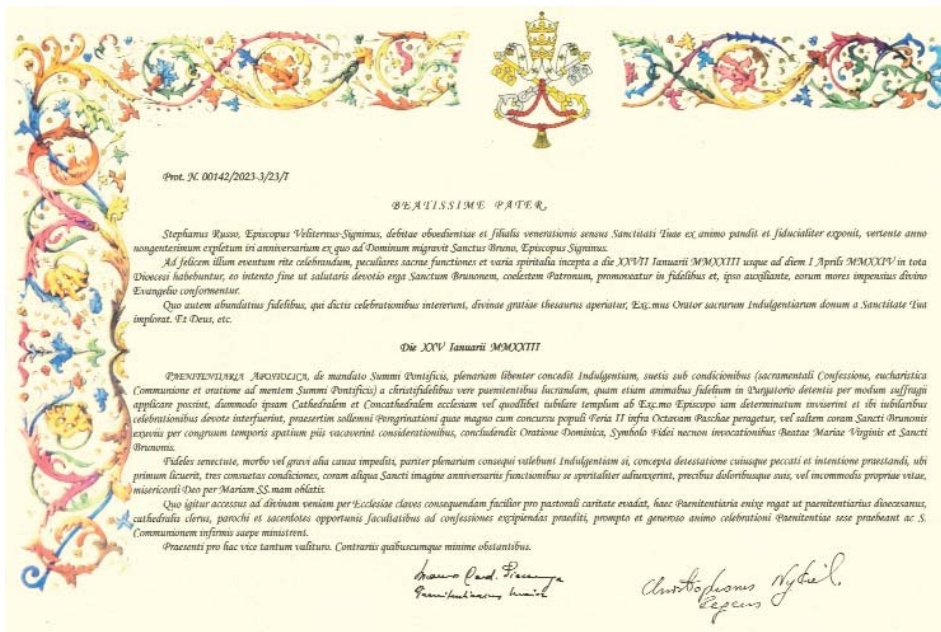 Prot. N. 00142/2023-3/23/I
BEATISSIME PATER,
Stephanus Russo, Episcopus Veliternus-Signinus, debitae oboedientiae et filialis venerationis sensus Sanctitati Tuae ex animo pandit et fiducialiter exponit, vertente anno
nongentesimum expletum iri anniversarium ex quo ad Dominum migravit Sanctus Bruno, Episcopus Signinus.
Ad felicem illum eventum rite celebrandum, peculiares sacrae functiones et varia spiritalia incepta a die XXVII Ianuarii MMXXIII usque ad diem I Aprilis MMXXIV in tota
Dioecesi habebuntur, eo intento fine ut salutaris devotio erga Sanctum Brunonem, coelestem Patronum, promoveatur in fidelibus et, ipso auxiliante, eorum mores impensius divino
Evangelio conformentur.
Quo autem abundatius fidelibus, qui dictis celebrationibus intererunt, divinae gratiae thesaurus aperiatur, Exc.mus Orator sacrarum Indulgentiarum donum a Sanctitate Tua
implorat. Et Deus, etc.
Die XXV Ianuarii MMXXIII
PAENITENTIARIA APOSTOLICA, de mandato Summi Pontificis, plenariam libenter concedit Indulgentiam, suetis sub condicionibus (sacramentali Confessione, eucharistica
Communione et oratione ad mentem Summi Pontificis) a christifidelibus vere paenitentibus lucrandam, quam etiam animabus fidelium in Purgatorio detentis per modum suffragii
applicare possint, dummodo ipsam Cathedralem et Concathedralem ecclesiam vel quodlibet iubilare templum ab Exc.mo Episcopo iam determinatum inviserint et ibi iubilaribus
celebrationibus devote interfuerint, praesertim sollemni Peregrinationi quae magno cum concursu populi Feria II infra Octavam Paschae peragetur, vel saltem coram Sancti Brunonis
exuviis per congruum temporis spatium piis vacaverint considerationibus, concludendis Oratione Dominica, Symbolo Fidei necnon invocationibus Beatae Mariae Virginis et Sancti
Brunonis.
Fideles senectute, morbo vel gravi alia causa impediti, pariter plenariam consequi valebunt Indulgentiam si, concepta detestatione cuiusque peccati et intentione praestandi, ubi
primum licuerit, tres consuetas condiciones, coram aliqua Sancti imagine anniversariis functionibus se spiritaliter adiunxerint, precibus doloribusque suis, vel incommodis propriae vitae,
misericordi Deo per Mariam SS.mam oblatis.
Quo igitur accessus ad divinam veniam per Ecclesiae claves consequendam facilior pro pastorali caritate evadat, haec Paenitentiaria enixe rogat ut paenitentiarius dioecesanus,
cathedralis clerus, parochi et sacerdotes opportunis facultatibus ad confessiones excipiendas praediti, prompto et generoso animo celebrationi Paenitentiae sese praebeant ac S.
Communionem infirmis saepe ministrent.
Praesenti pro hac vice tantum valituro. Contrariis quibuscumque minime obstantibus.
Mauro Card. Piacenza
Paenitentiarius Maior
Christophorus Nykiel
Regens